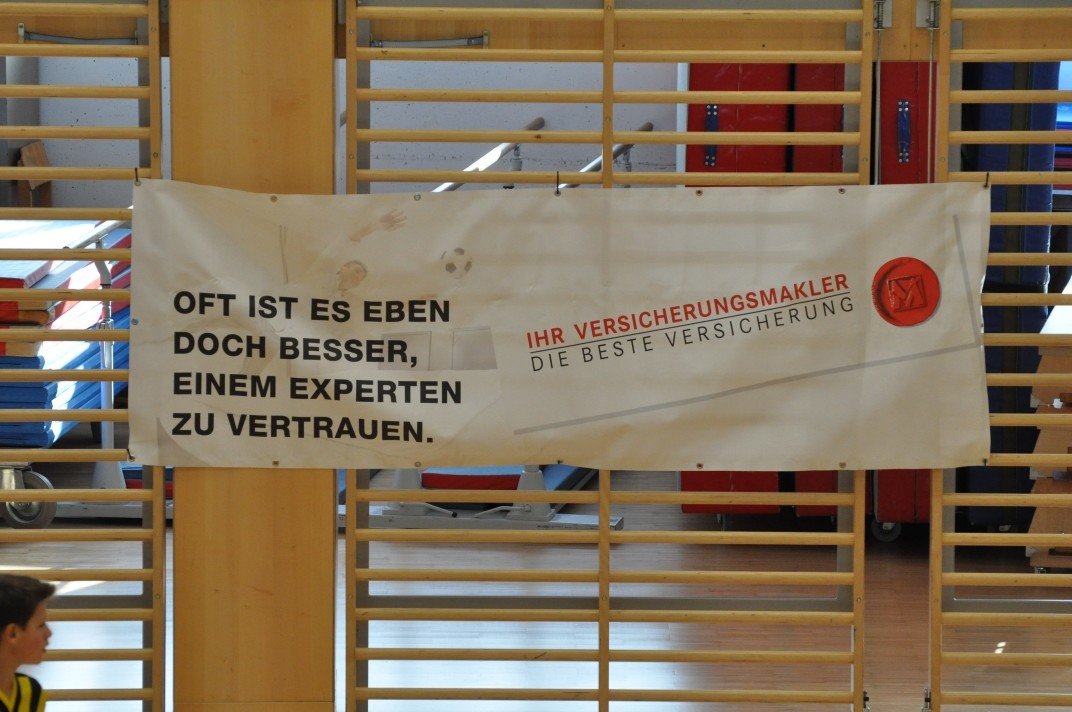 OFT IST ES EBEN
DOCH BESSER,
EINEM EXPERTEN
ZU VERTRAUEN.
IHR VERSICHERUNGSMAKLER
DIE BESTE VERSICHERUNG